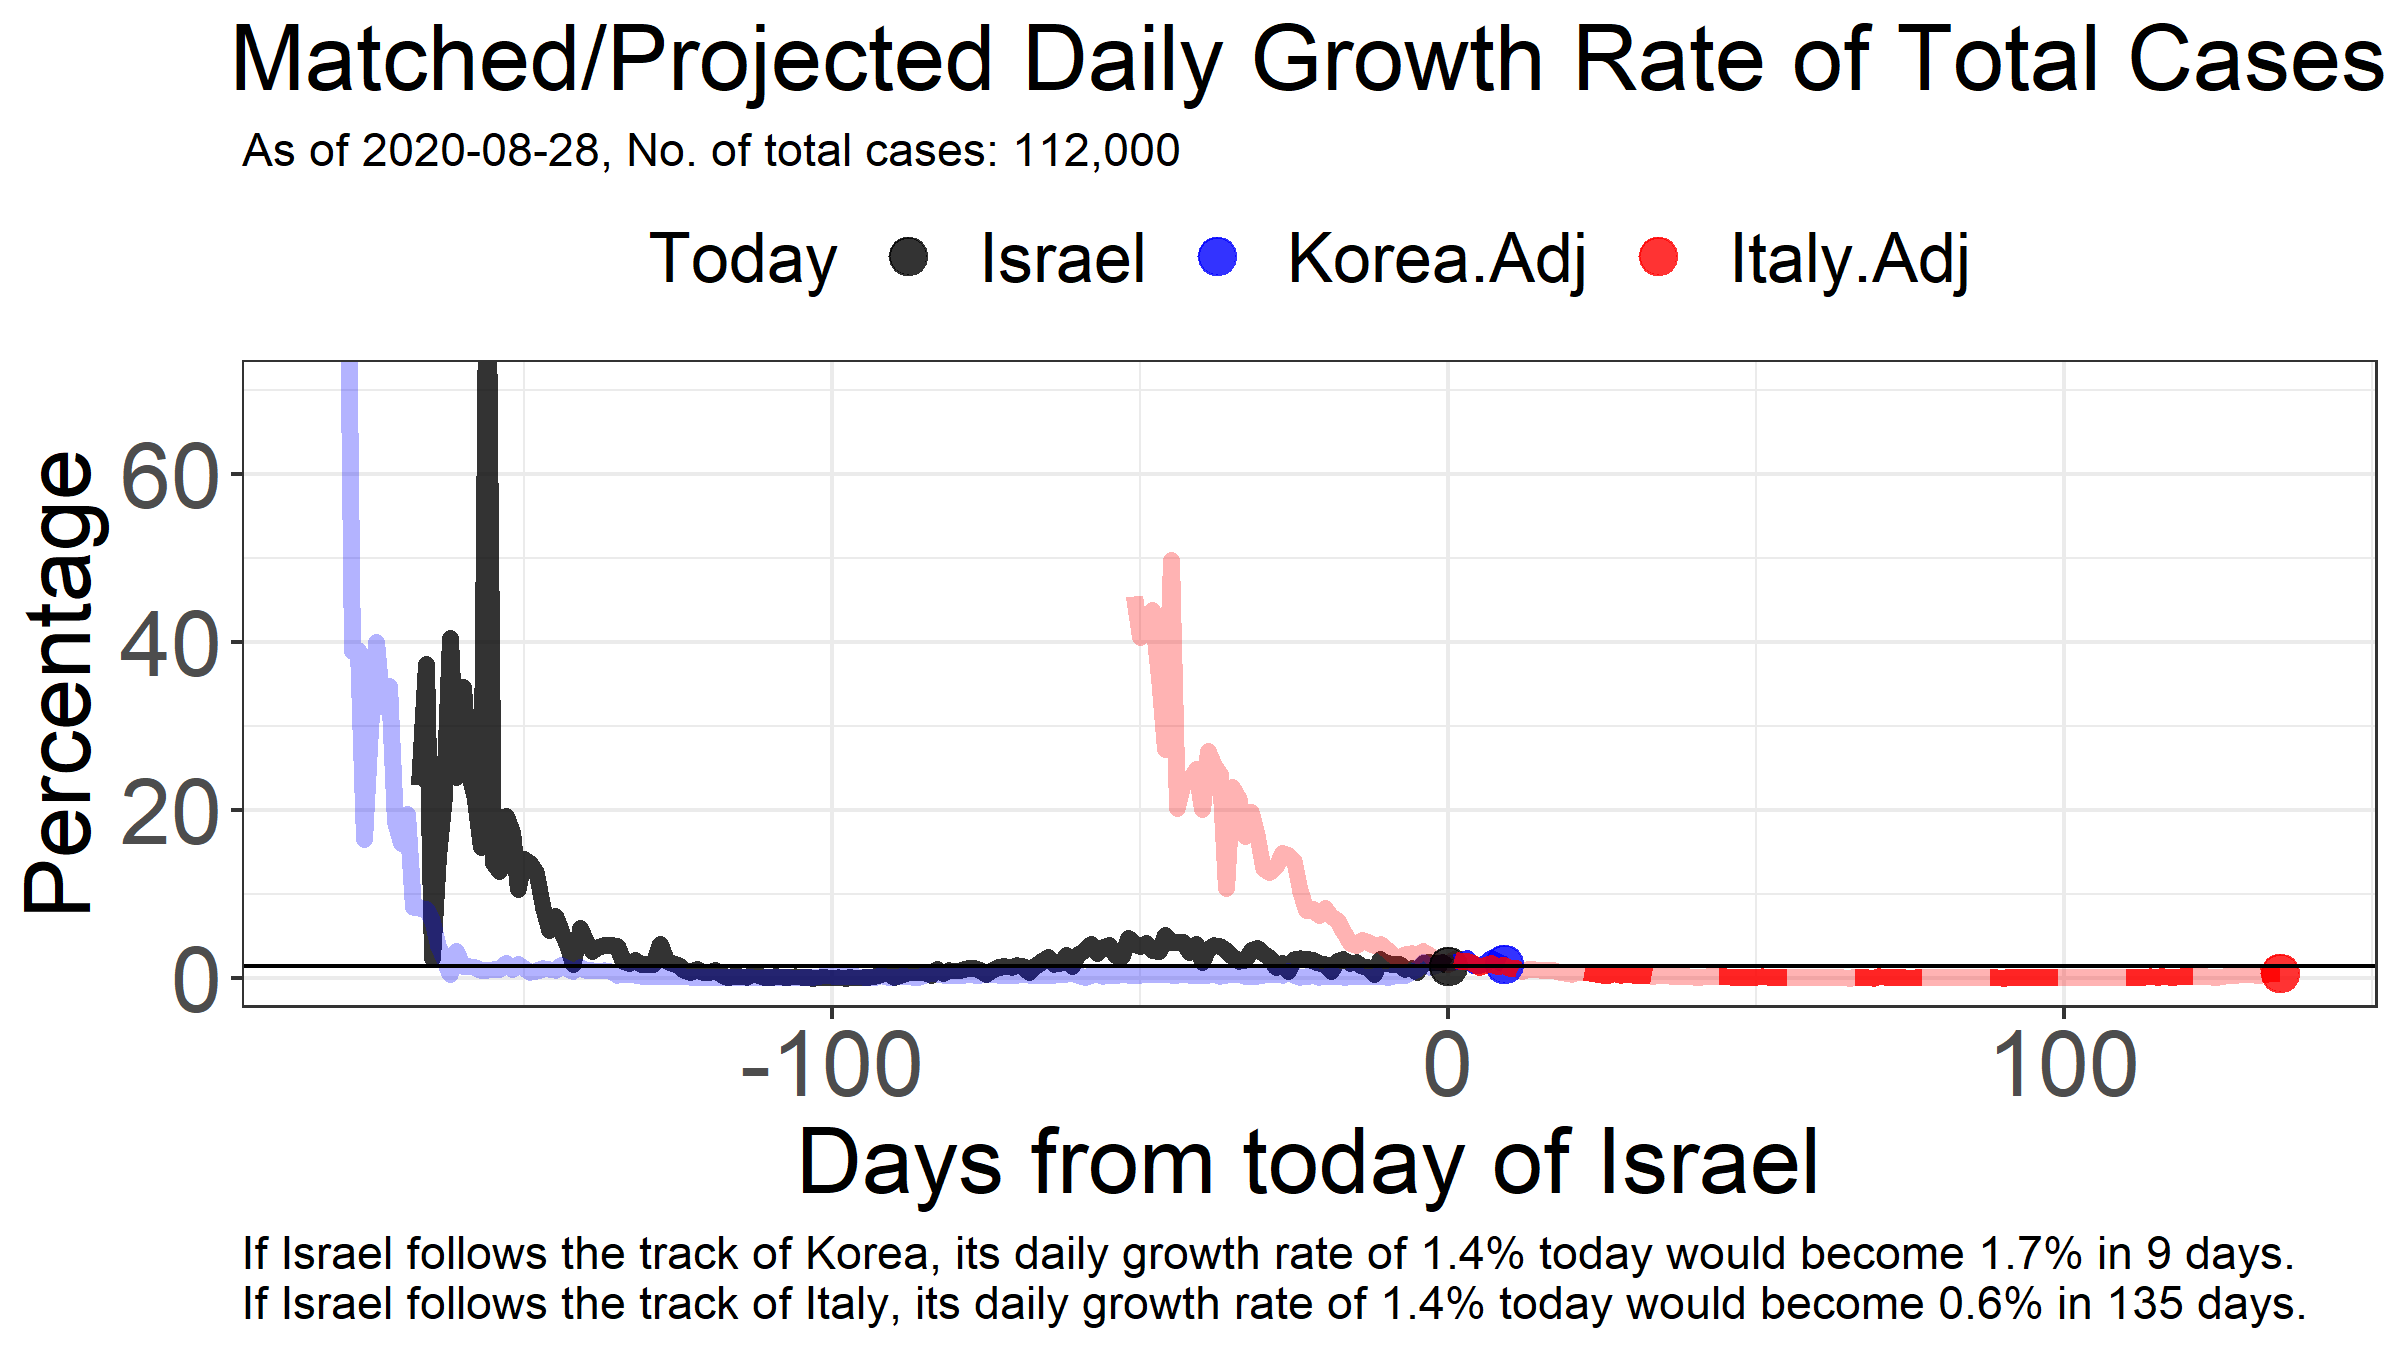 Matched/Projected Daily Growth Rate of Total Cases
As of 2020-08-28, No. of total cases: 112,000
Today Israel Korea.Adj Italy.Adj
Percentage
60
40
20
0
-100 0 100
Days from today of Israel
If Israel follows the track of Korea, its daily growth rate of 1.4% today would become 1.7% in 9 days.
If Israel follows the track of Italy, its daily growth rate of 1.4% today would become 0.6% in 135 days.